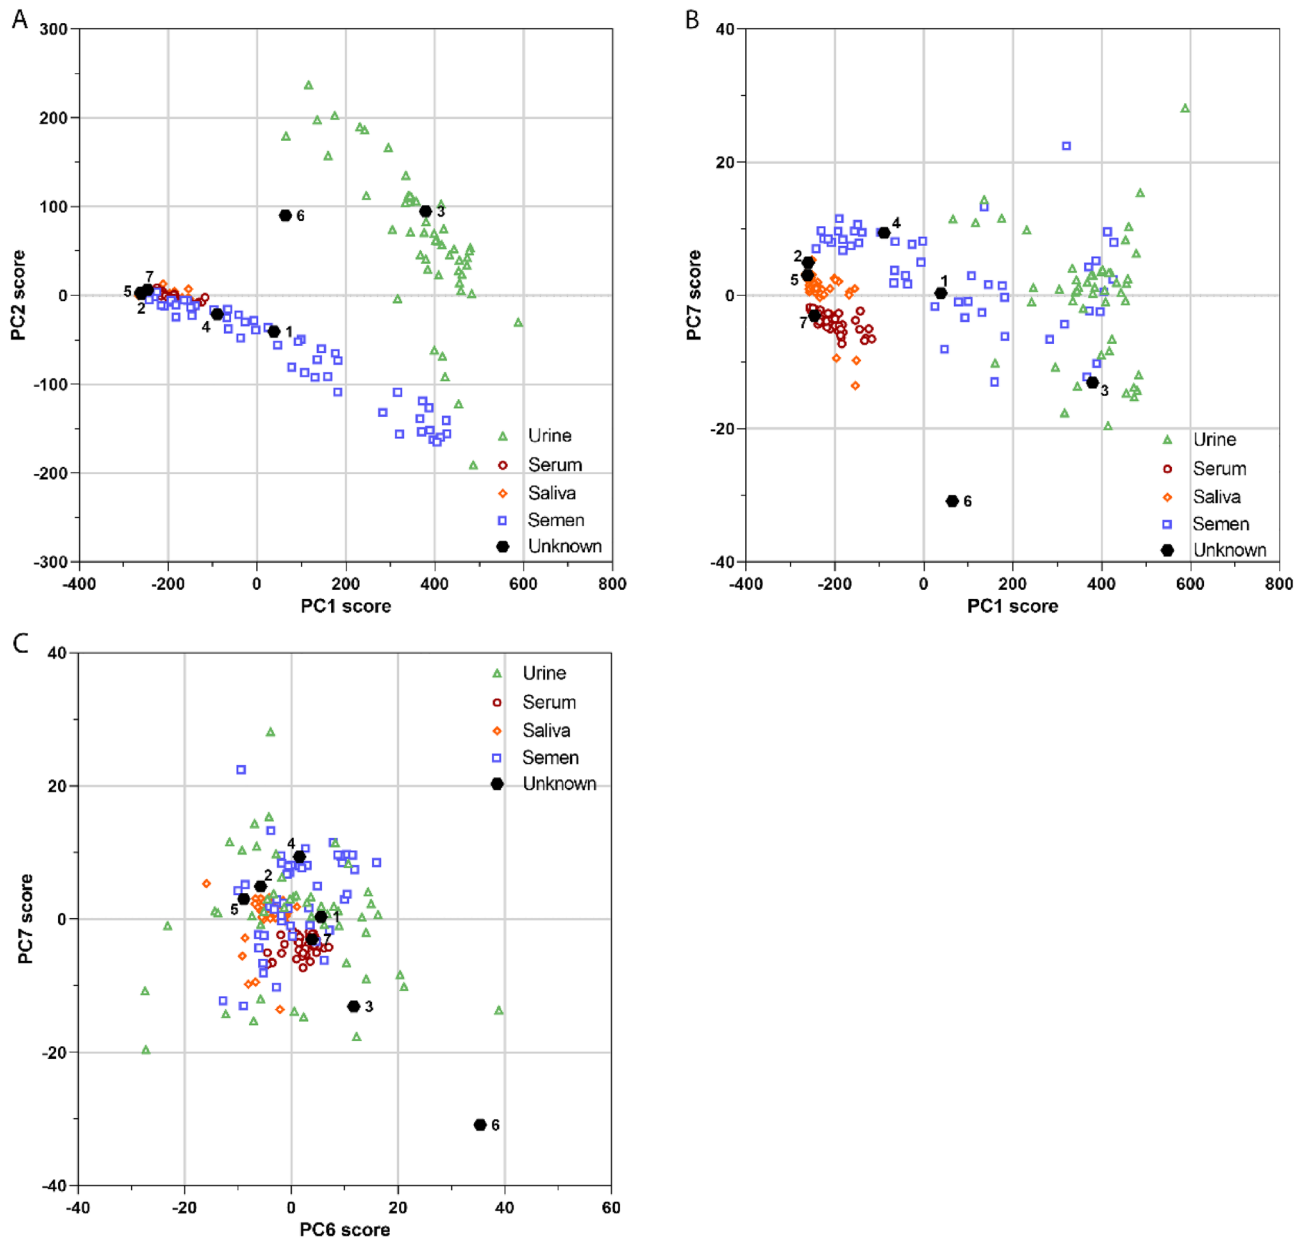 A
300
200
100
0
-100
-200
-300
PC2 score
-400
-200
0
200
400
600
800
PC1 score
1
2
3
4
5
6
7
Urine
Serum
Saliva
Semen
Unknown
B
40
20
0
-20
-40
PC7 score
-400
-200
0
200
400
600
800
PC1 score
1
2
3
4
5
6
7
Urine
Serum
Saliva
Semen
Unknown
C
40
20
0
-20
-40
PC7 score
-40
-20
0
20
40
60
PC6 score
1
2
3
4
5
6
7
Urine
Serum
Saliva
Semen
Unknown